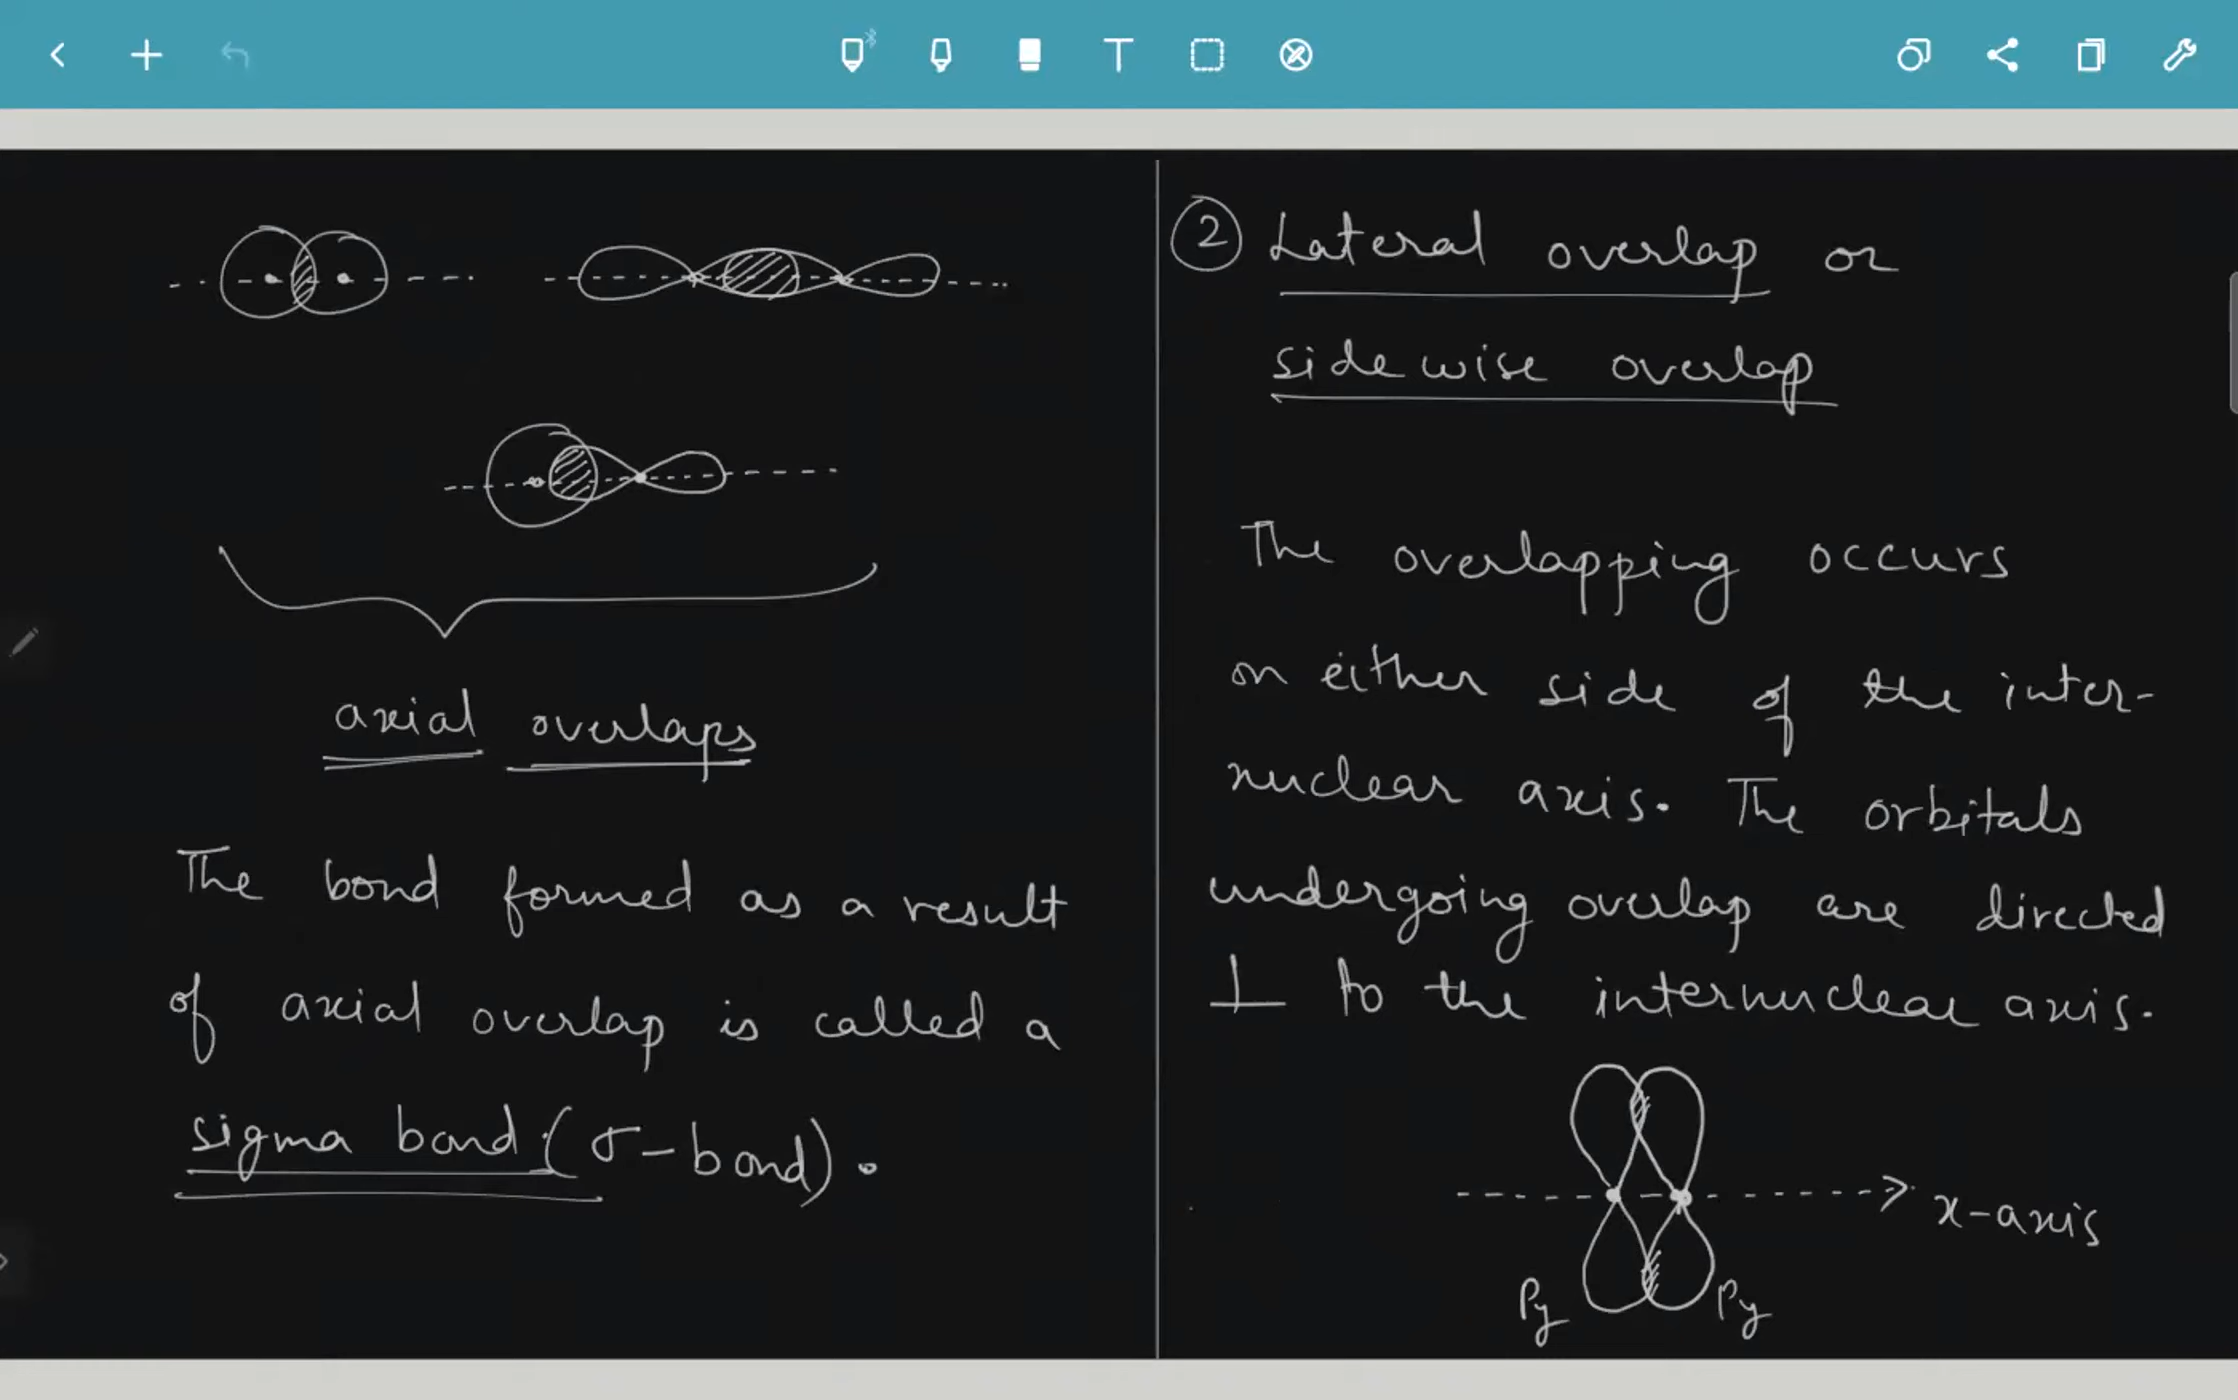 axial overlaps
The bond formed as a result
of axial overlap is called a
sigma bond (σ-bond).
② Lateral overlap or
sidewise overlap
The overlapping occurs
on either side of the inter-
nuclear axis. The orbitals
undergoing overlap are directed
⊥ to the internuclear axis.
x-axis
Py Py